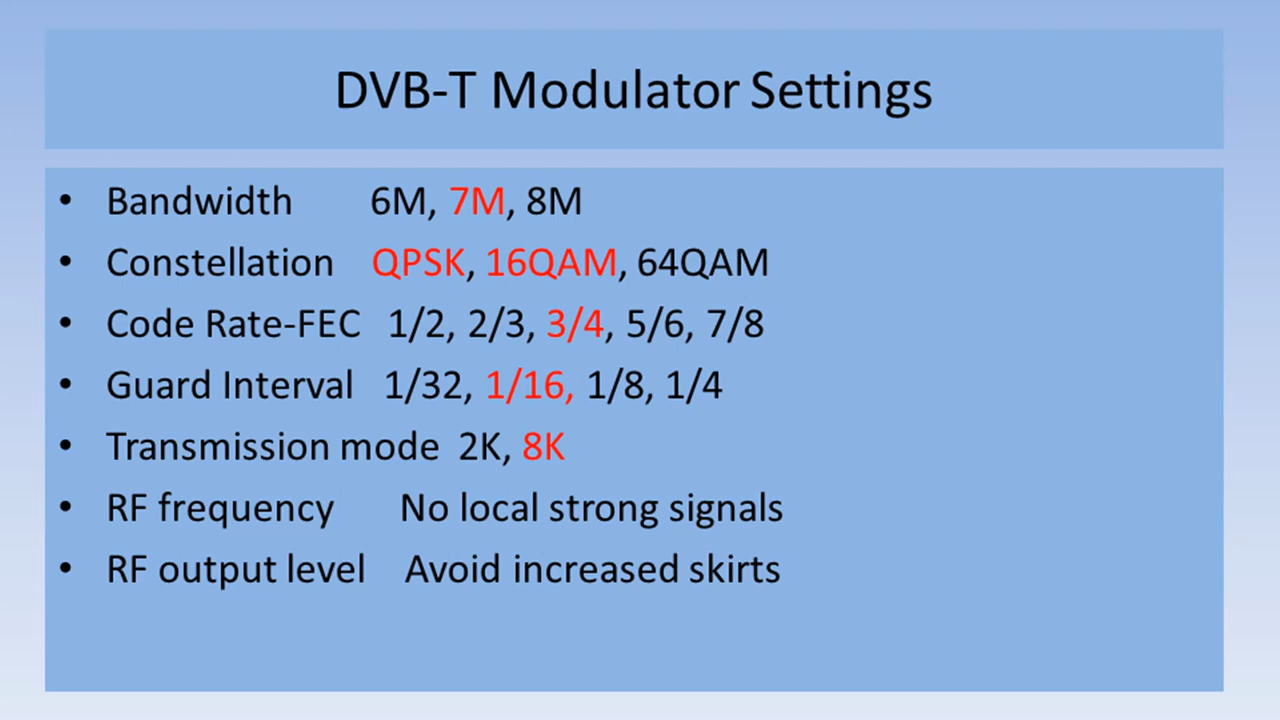 DVB-T Modulator Settings
• Bandwidth 6M, 7M, 8M
• Constellation QPSK, 16QAM, 64QAM
• Code Rate-FEC 1/2, 2/3, 3/4, 5/6, 7/8
• Guard Interval 1/32, 1/16, 1/8, 1/4
• Transmission mode 2K, 8K
• RF frequency No local strong signals
• RF output level Avoid increased skirts